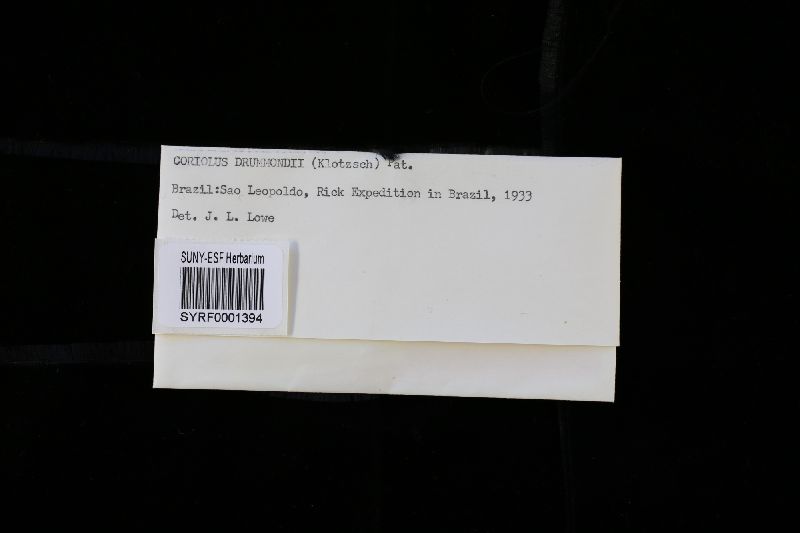 CORIOLUS DRUMMONDII (Klotzsch) Pat.
Brazil:Sao Leopoldo, Rick Expedition in Brazil, 1933
Det. J. L. Lowe
SUNY-ESF Herbarium
SYRF0001394